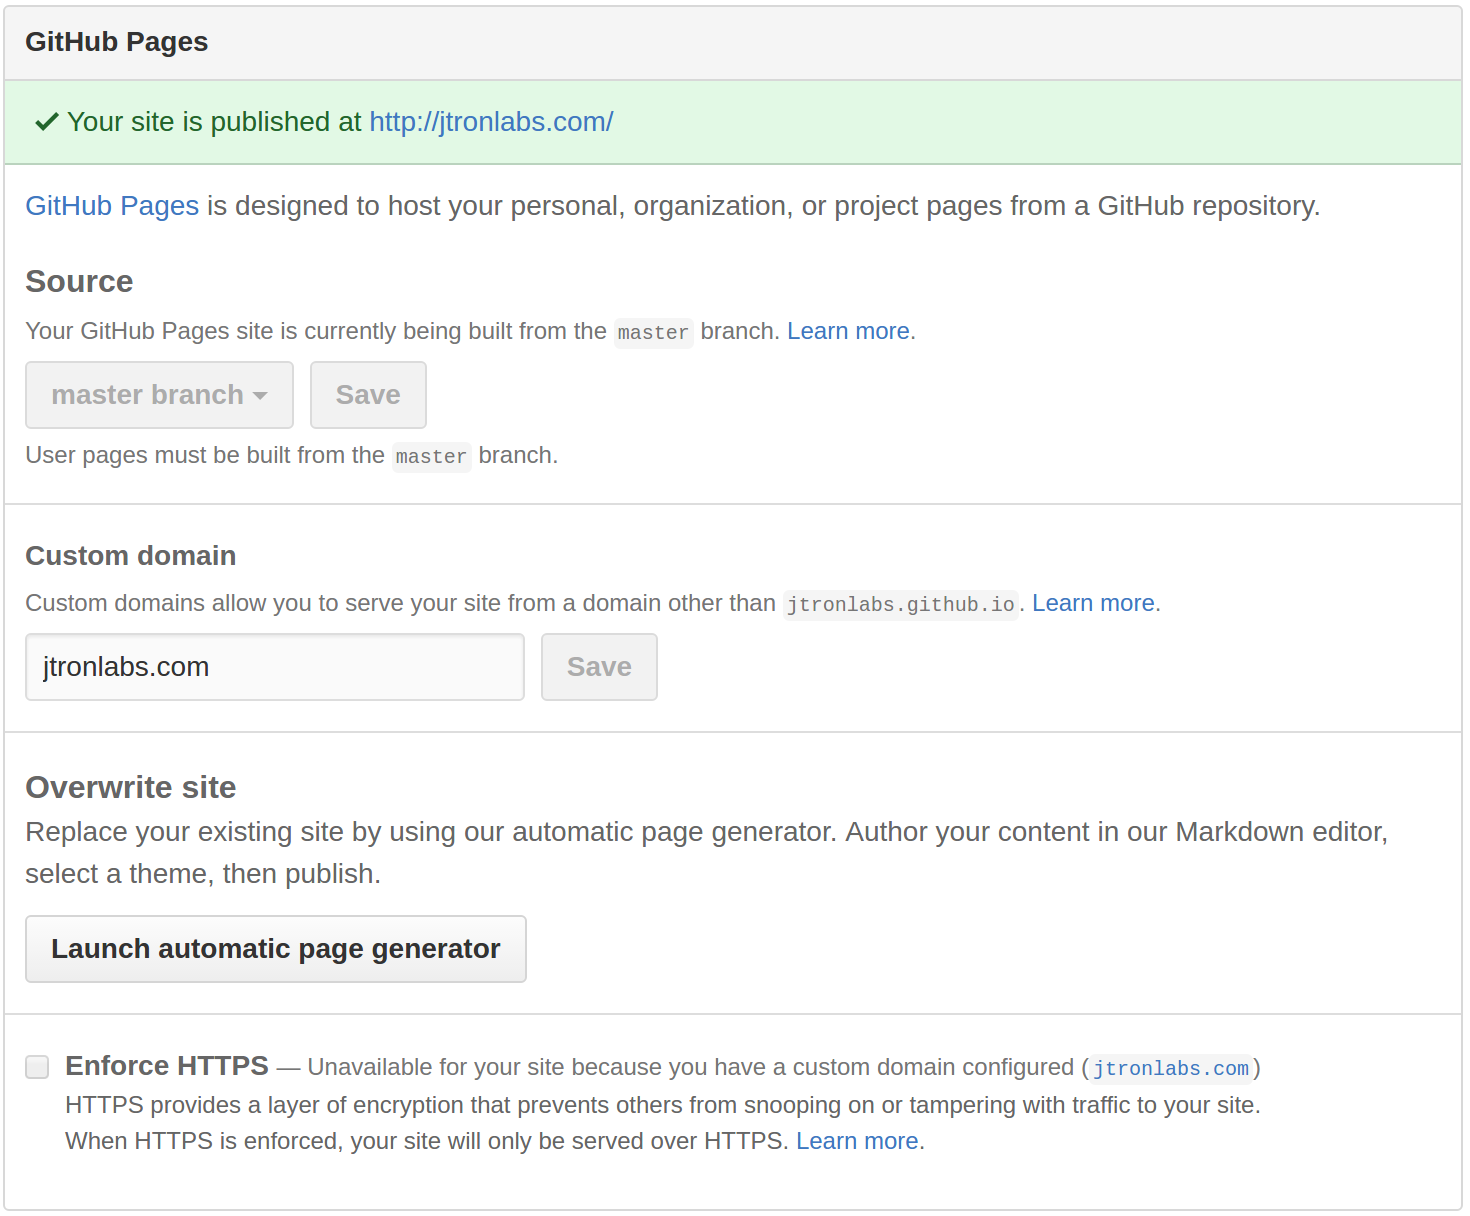 GitHub Pages
Your site is published at http://jtronlabs.com/
GitHub Pages is designed to host your personal, organization, or project pages from a GitHub repository.
Source
Your GitHub Pages site is currently being built from the master branch. Learn more.
master branch Save
User pages must be built from the master branch.
Custom domain
Custom domains allow you to serve your site from a domain other than jtronlabs.github.io. Learn more.
jtronlabs.com Save
Overwrite site
Replace your existing site by using our automatic page generator. Author your content in our Markdown editor,
select a theme, then publish.
Launch automatic page generator
Enforce HTTPS — Unavailable for your site because you have a custom domain configured (jtronlabs.com)
HTTPS provides a layer of encryption that prevents others from snooping on or tampering with traffic to your site.
When HTTPS is enforced, your site will only be served over HTTPS. Learn more.